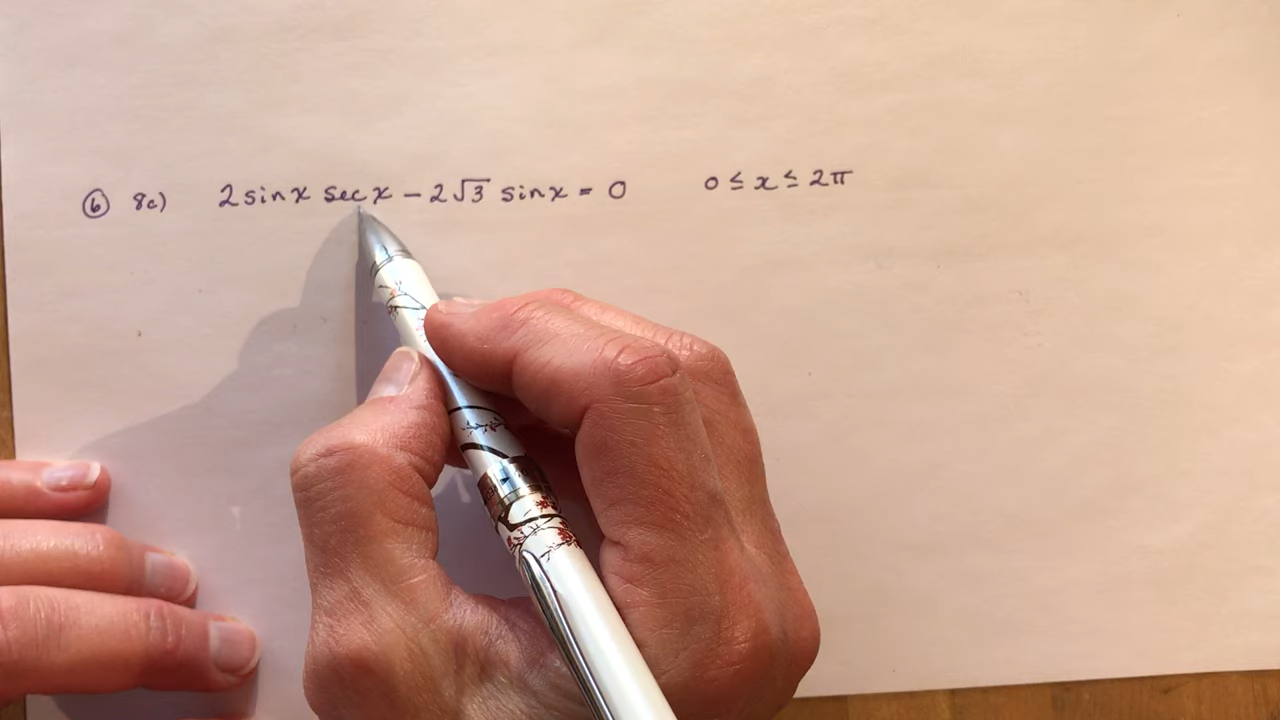 ⑥ 8c) 2 sin x sec x − 2√3 sin x = 0 0 ≤ x ≤ 2π